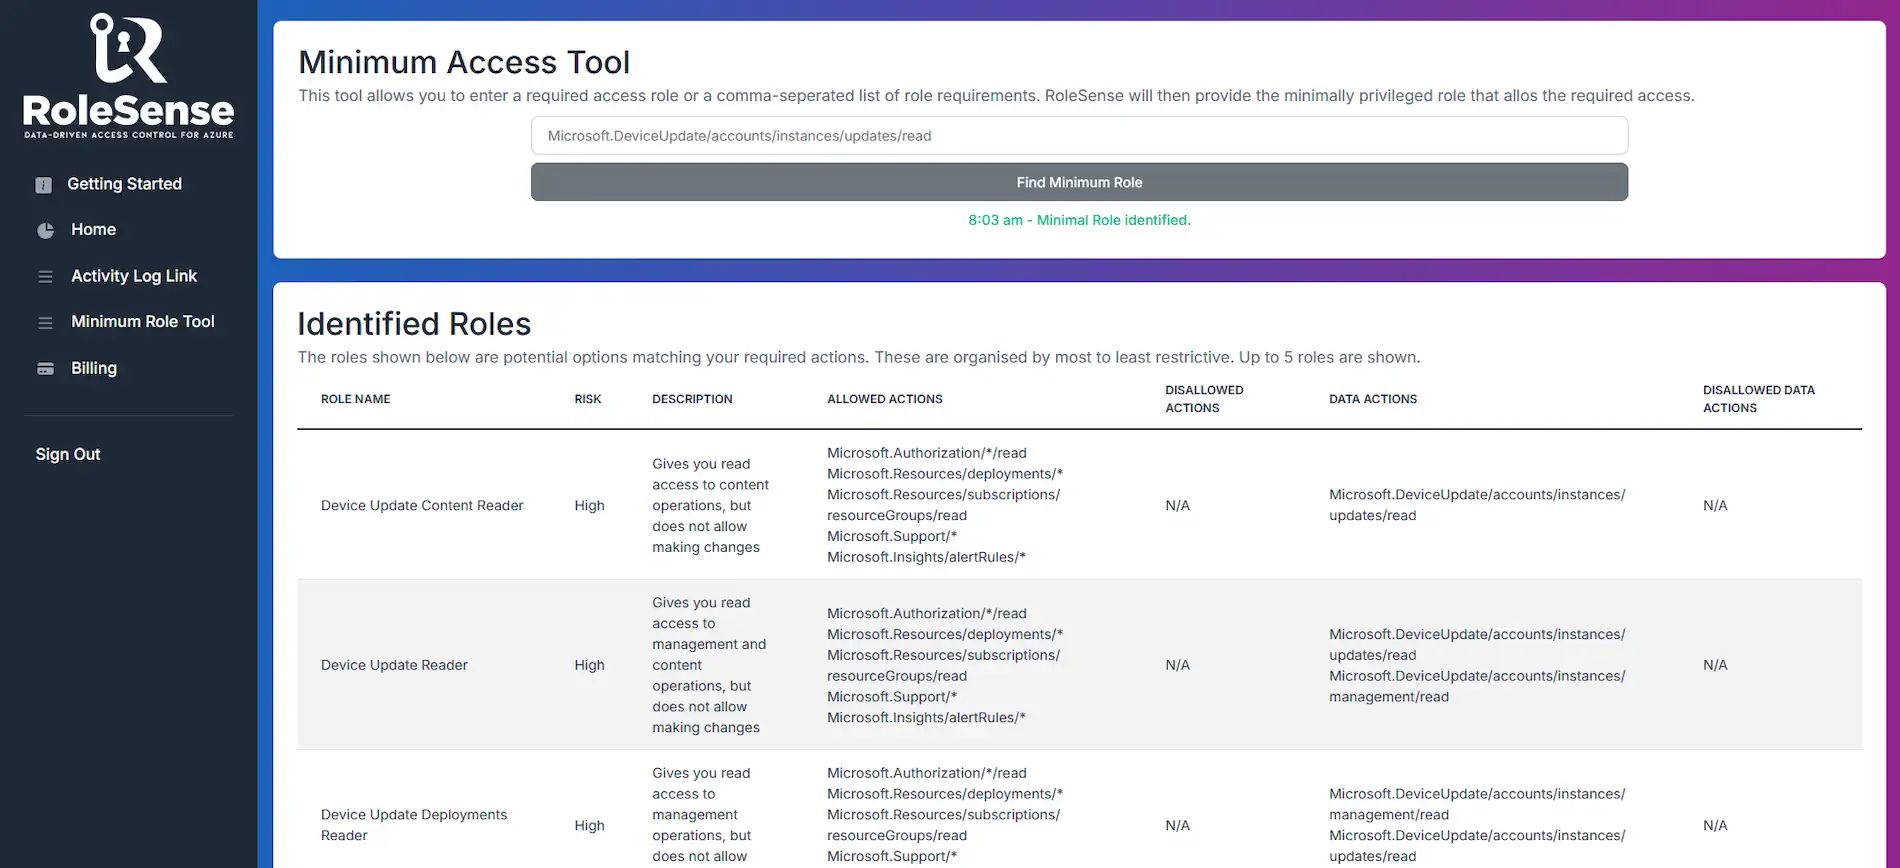 RoleSense
DATA-DRIVEN ACCESS CONTROL FOR AZURE
Getting Started
Home
Activity Log Link
Minimum Role Tool
Billing
Sign Out
Minimum Access Tool
This tool allows you to enter a required access role or a comma-seperated list of role requirements. RoleSense will then provide the minimally privileged role that allos the required access.
Microsoft.DeviceUpdate/accounts/instances/updates/read
Find Minimum Role
8:03 am - Minimal Role identified.
Identified Roles
The roles shown below are potential options matching your required actions. These are organised by most to least restrictive. Up to 5 roles are shown.
ROLE NAME
RISK
DESCRIPTION
ALLOWED ACTIONS
DISALLOWED
ACTIONS
DATA ACTIONS
DISALLOWED DATA
ACTIONS
Device Update Content Reader
High
Gives you read
access to content
operations, but
does not allow
making changes
Microsoft.Authorization/*/read
Microsoft.Resources/deployments/*
Microsoft.Resources/subscriptions/
resourceGroups/read
Microsoft.Support/*
Microsoft.Insights/alertRules/*
N/A
Microsoft.DeviceUpdate/accounts/instances/
updates/read
N/A
Device Update Reader
High
Gives you read
access to
management and
content
operations, but
does not allow
making changes
Microsoft.Authorization/*/read
Microsoft.Resources/deployments/*
Microsoft.Resources/subscriptions/
resourceGroups/read
Microsoft.Support/*
Microsoft.Insights/alertRules/*
N/A
Microsoft.DeviceUpdate/accounts/instances/
updates/read
Microsoft.DeviceUpdate/accounts/instances/
management/read
N/A
Device Update Deployments
Reader
High
Gives you read
access to
management
operations, but
does not allow
Microsoft.Authorization/*/read
Microsoft.Resources/deployments/*
Microsoft.Resources/subscriptions/
resourceGroups/read
Microsoft.Support/*
N/A
Microsoft.DeviceUpdate/accounts/instances/
management/read
Microsoft.DeviceUpdate/accounts/instances/
updates/read
N/A